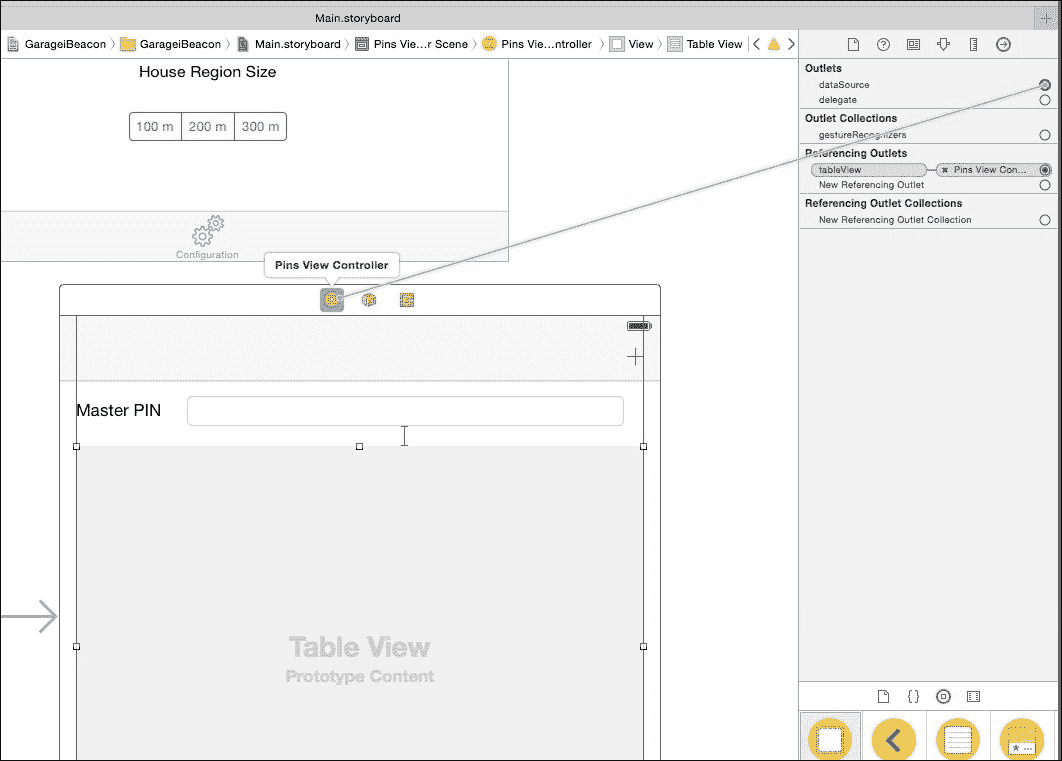 Main.storyboard
GarageiBeacon GarageiBeacon Main.storyboard Pins Vie...r Scene Pins Vie...ntroller View Table View
House Region Size
100 m 200 m 300 m
Configuration
Pins View Controller
Master PIN
Table View
Prototype Content
Outlets
dataSource
delegate
Outlet Collections
gestureRecognizers
Referencing Outlets
tableView Pins View Con...
New Referencing Outlet
Referencing Outlet Collections
New Referencing Outlet Collection